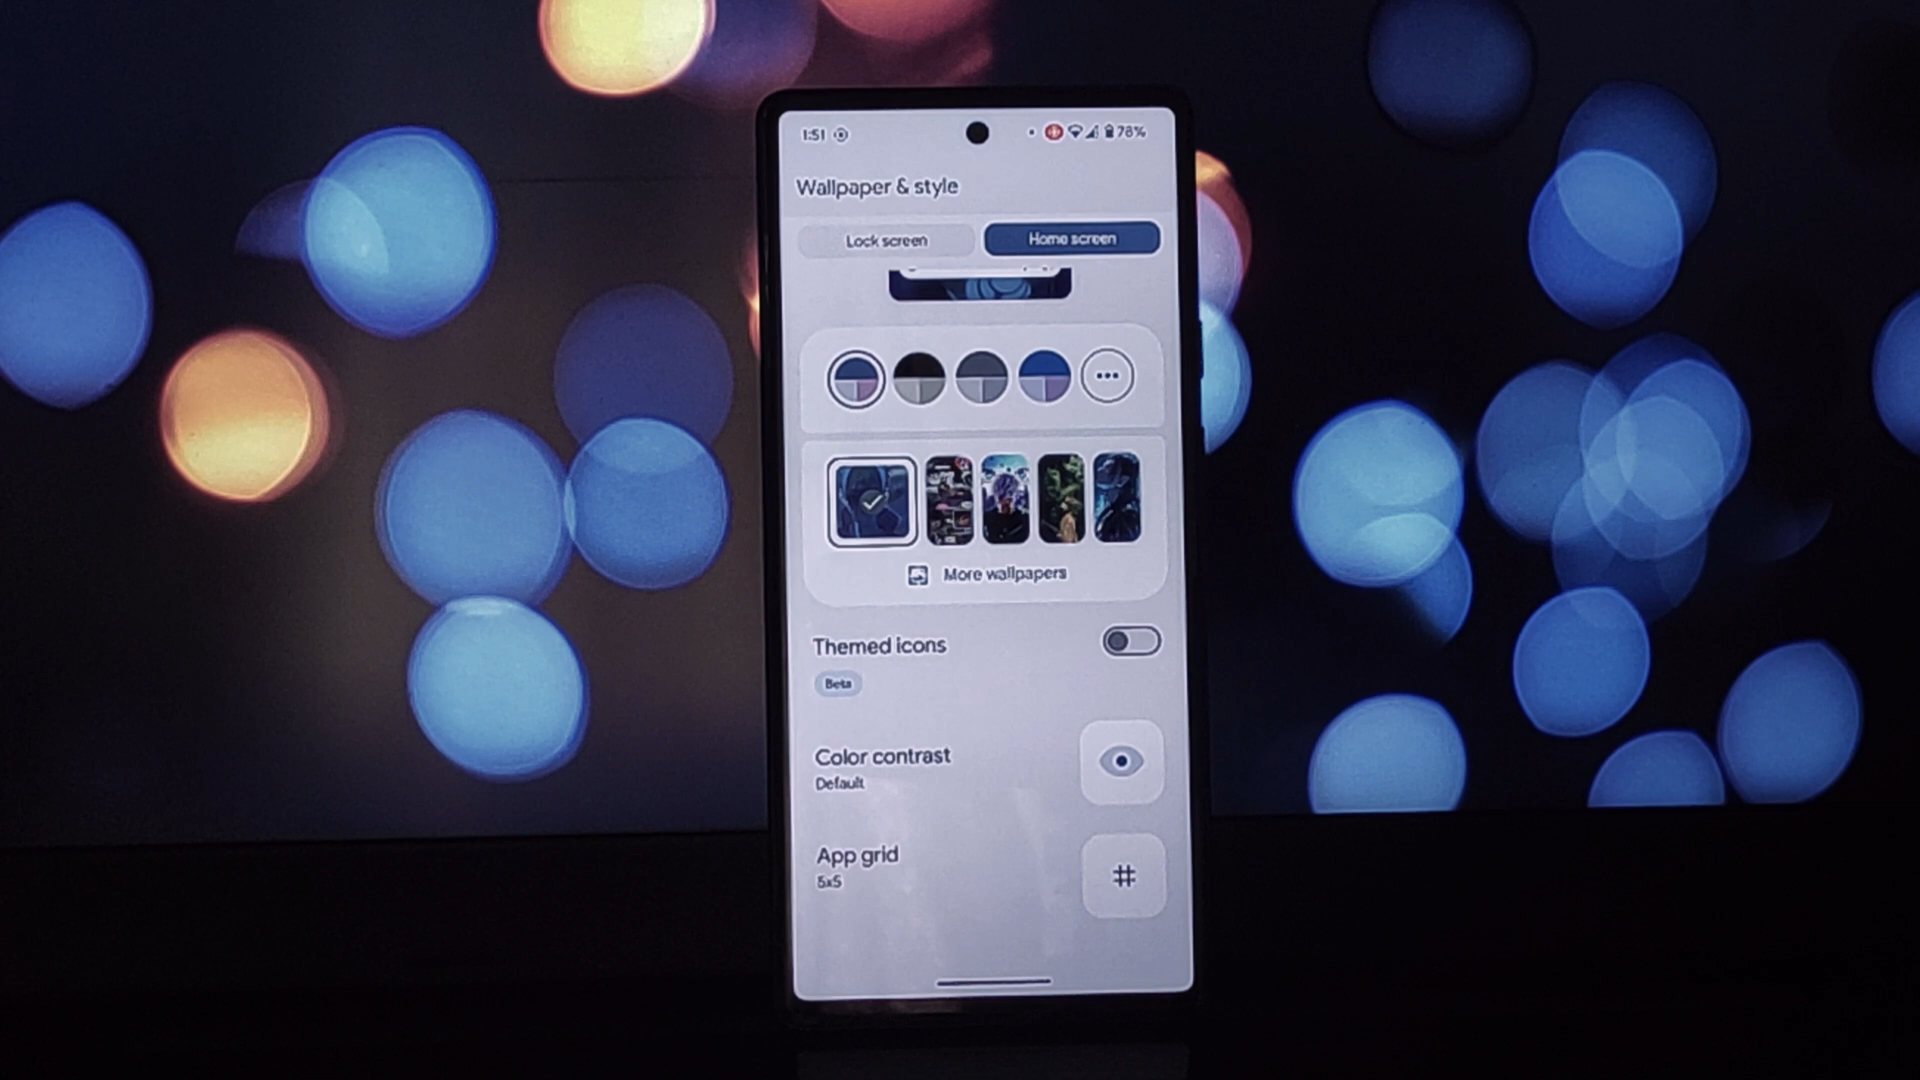 1:51 78%
Wallpaper & style
Lock screen Home screen
More wallpapers
Themed icons
Beta
Color contrast
Default
App grid
5x5